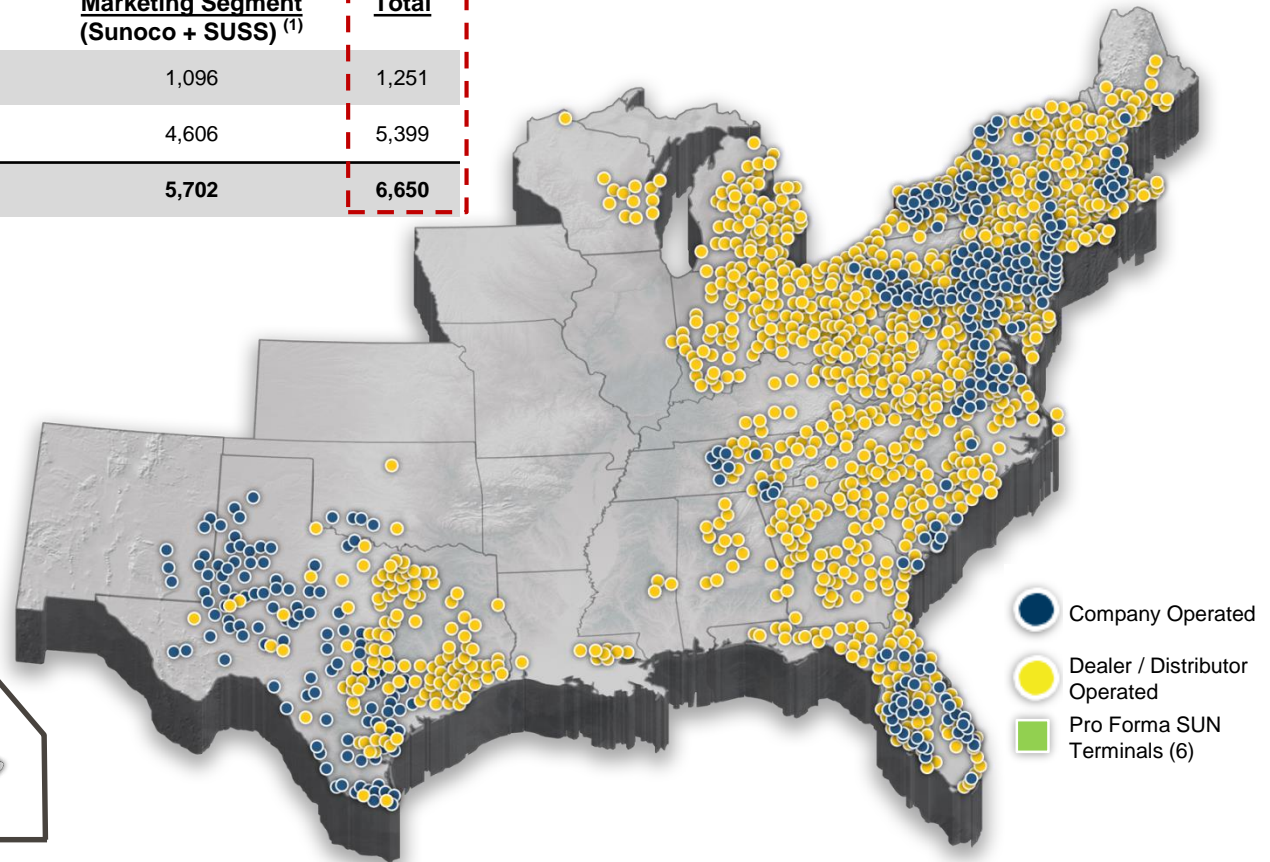 Marketing Segment Total
(Sunoco + SUSS) (1)
1,096 1,251
4,606 5,399
5,702 6,650
Company Operated
Dealer / Distributor
Operated
Pro Forma SUN
Terminals (6)